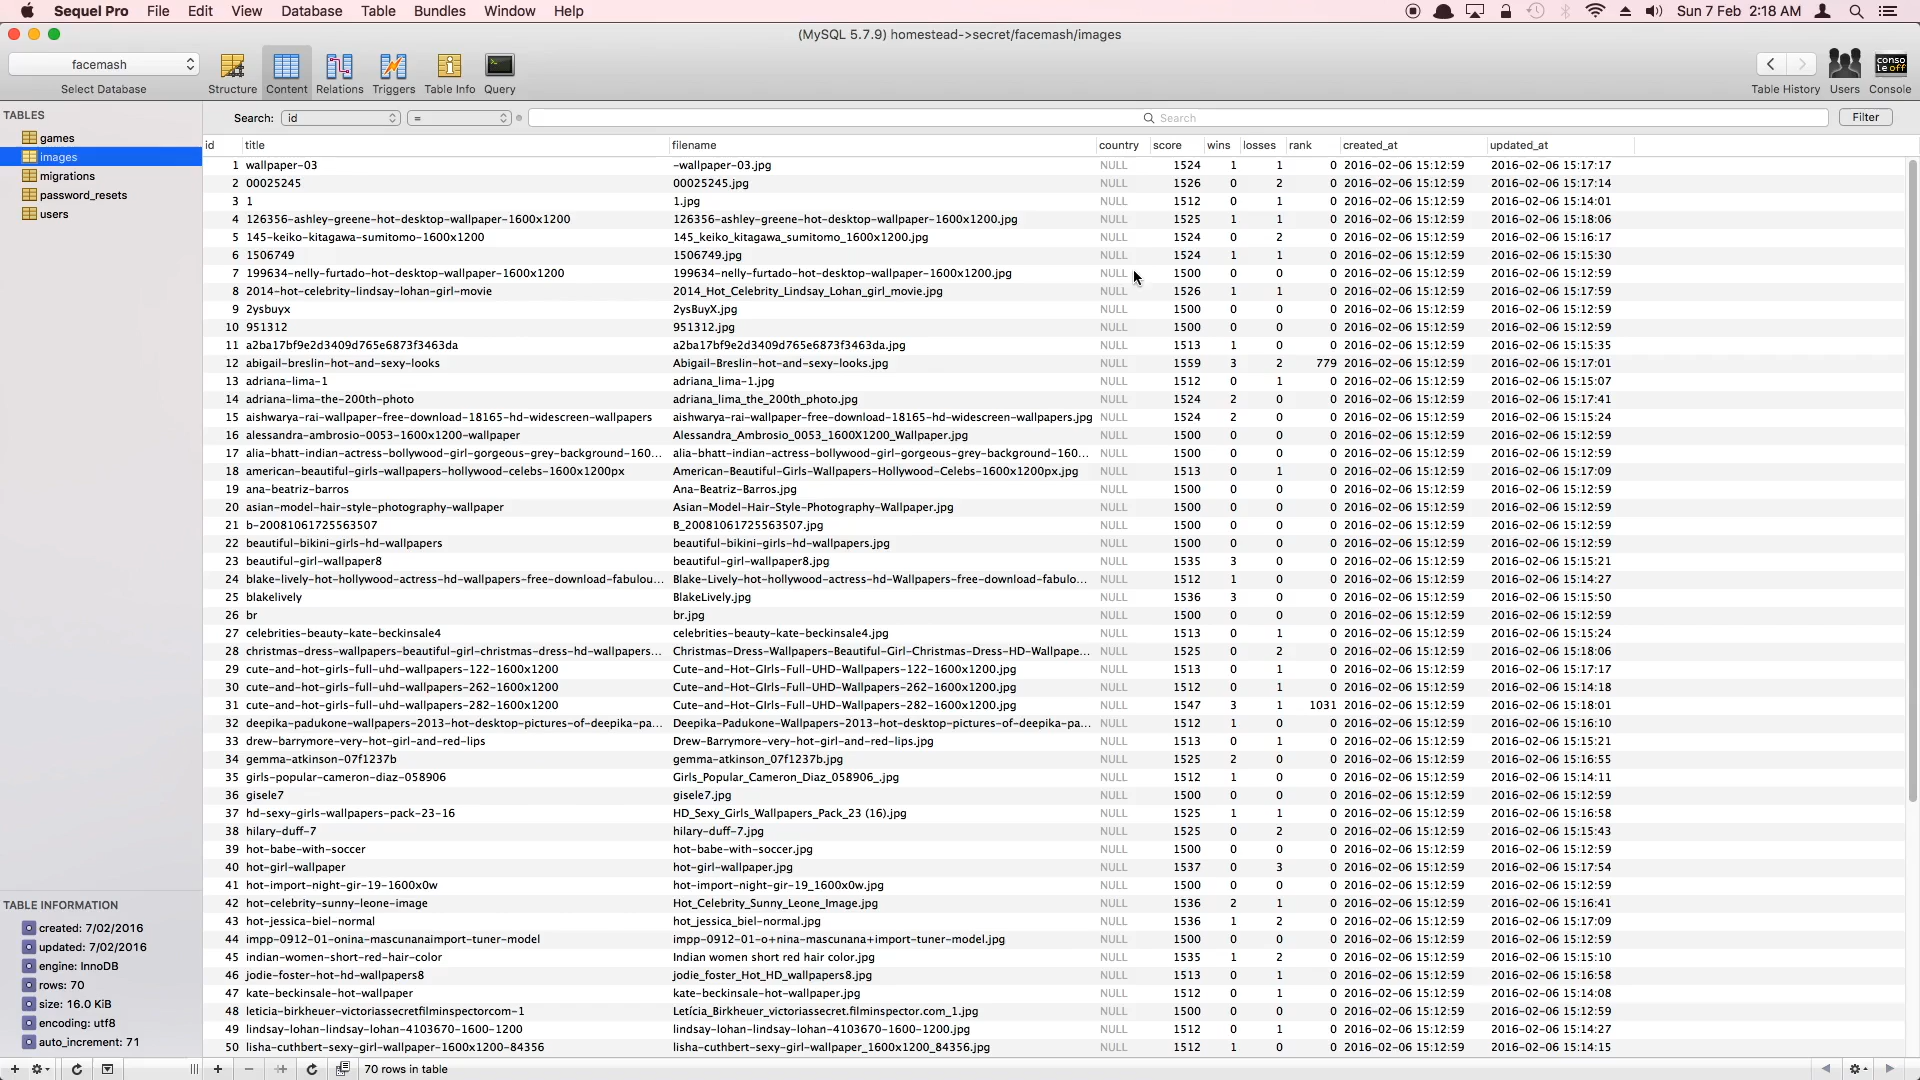 Sequel Pro File Edit View Database Table Bundles Window Help Sun 7 Feb 2:18 AM
(MySQL 5.7.9) homestead->secret/facemash/images
facemash
Select Database Structure Content Relations Triggers Table Info Query Table History Users Console
conso
le off
TABLES
games
images
migrations
password_resets
users
Search: id = Search Filter
id title filename country score wins losses rank created_at updated_at
1 wallpaper-03 -wallpaper-03.jpg NULL 1524 1 1 0 2016-02-06 15:12:59 2016-02-06 15:17:17
2 00025245 00025245.jpg NULL 1526 0 2 0 2016-02-06 15:12:59 2016-02-06 15:17:14
3 1 1.jpg NULL 1512 0 1 0 2016-02-06 15:12:59 2016-02-06 15:14:01
4 126356-ashley-greene-hot-desktop-wallpaper-1600x1200 126356-ashley-greene-hot-desktop-wallpaper-1600x1200.jpg NULL 1525 1 1 0 2016-02-06 15:12:59 2016-02-06 15:18:06
5 145-keiko-kitagawa-sumitomo-1600x1200 145_keiko_kitagawa_sumitomo_1600x1200.jpg NULL 1524 0 2 0 2016-02-06 15:12:59 2016-02-06 15:16:17
6 1506749 1506749.jpg NULL 1524 1 1 0 2016-02-06 15:12:59 2016-02-06 15:15:30
7 199634-nelly-furtado-hot-desktop-wallpaper-1600x1200 199634-nelly-furtado-hot-desktop-wallpaper-1600x1200.jpg NULL 1500 0 0 0 2016-02-06 15:12:59 2016-02-06 15:12:59
8 2014-hot-celebrity-lindsay-lohan-girl-movie 2014_Hot_Celebrity_Lindsay_Lohan_girl_movie.jpg NULL 1526 1 1 0 2016-02-06 15:12:59 2016-02-06 15:17:59
9 2ysbuyx 2ysBuyX.jpg NULL 1500 0 0 0 2016-02-06 15:12:59 2016-02-06 15:12:59
10 951312 951312.jpg NULL 1500 0 0 0 2016-02-06 15:12:59 2016-02-06 15:12:59
11 a2ba17bf9e2d3409d765e6873f3463da a2ba17bf9e2d3409d765e6873f3463da.jpg NULL 1513 1 0 0 2016-02-06 15:12:59 2016-02-06 15:15:35
12 abigail-breslin-hot-and-sexy-looks Abigail-Breslin-hot-and-sexy-looks.jpg NULL 1559 3 2 779 2016-02-06 15:12:59 2016-02-06 15:17:01
13 adriana-lima-1 adriana_lima-1.jpg NULL 1512 0 1 0 2016-02-06 15:12:59 2016-02-06 15:15:07
14 adriana-lima-the-200th-photo adriana_lima_the_200th_photo.jpg NULL 1524 2 0 0 2016-02-06 15:12:59 2016-02-06 15:17:41
15 aishwarya-rai-wallpaper-free-download-18165-hd-widescreen-wallpapers aishwarya-rai-wallpaper-free-download-18165-hd-widescreen-wallpapers.jpg NULL 1524 2 0 0 2016-02-06 15:12:59 2016-02-06 15:15:24
16 alessandra-ambrosio-0053-1600x1200-wallpaper Alessandra_Ambrosio_0053_1600X1200_Wallpaper.jpg NULL 1500 0 0 0 2016-02-06 15:12:59 2016-02-06 15:12:59
17 alia-bhatt-indian-actress-bollywood-girl-gorgeous-grey-background-160... alia-bhatt-indian-actress-bollywood-girl-gorgeous-grey-background-160... NULL 1500 0 0 0 2016-02-06 15:12:59 2016-02-06 15:12:59
18 american-beautiful-girls-wallpapers-hollywood-celebs-1600x1200px American-Beautiful-Girls-Wallpapers-Hollywood-Celebs-1600x1200px.jpg NULL 1513 0 1 0 2016-02-06 15:12:59 2016-02-06 15:17:09
19 ana-beatriz-barros Ana-Beatriz-Barros.jpg NULL 1500 0 0 0 2016-02-06 15:12:59 2016-02-06 15:12:59
20 asian-model-hair-style-photography-wallpaper Asian-Model-Hair-Style-Photography-Wallpaper.jpg NULL 1500 0 0 0 2016-02-06 15:12:59 2016-02-06 15:12:59
21 b-20081061725563507 B_20081061725563507.jpg NULL 1500 0 0 0 2016-02-06 15:12:59 2016-02-06 15:12:59
22 beautiful-bikini-girls-hd-wallpapers beautiful-bikini-girls-hd-wallpapers.jpg NULL 1500 0 0 0 2016-02-06 15:12:59 2016-02-06 15:12:59
23 beautiful-girl-wallpaper8 beautiful-girl-wallpaper8.jpg NULL 1535 3 0 0 2016-02-06 15:12:59 2016-02-06 15:15:21
24 blake-lively-hot-hollywood-actress-hd-wallpapers-free-download-fabulou... Blake-Lively-hot-hollywood-actress-hd-Wallpapers-free-download-fabulo... NULL 1512 1 0 0 2016-02-06 15:12:59 2016-02-06 15:14:27
25 blakelively BlakeLively.jpg NULL 1536 3 0 0 2016-02-06 15:12:59 2016-02-06 15:15:50
26 br br.jpg NULL 1500 0 0 0 2016-02-06 15:12:59 2016-02-06 15:12:59
27 celebrities-beauty-kate-beckinsale4 celebrities-beauty-kate-beckinsale4.jpg NULL 1513 0 1 0 2016-02-06 15:12:59 2016-02-06 15:15:24
28 christmas-dress-wallpapers-beautiful-girl-christmas-dress-hd-wallpapers... Christmas-Dress-Wallpapers-Beautiful-Girl-Christmas-Dress-HD-Wallpape... NULL 1525 0 2 0 2016-02-06 15:12:59 2016-02-06 15:18:06
29 cute-and-hot-girls-full-uhd-wallpapers-122-1600x1200 Cute-and-Hot-GIrls-Full-UHD-Wallpapers-122-1600x1200.jpg NULL 1513 0 1 0 2016-02-06 15:12:59 2016-02-06 15:17:17
30 cute-and-hot-girls-full-uhd-wallpapers-262-1600x1200 Cute-and-Hot-GIrls-Full-UHD-Wallpapers-262-1600x1200.jpg NULL 1512 0 1 0 2016-02-06 15:12:59 2016-02-06 15:14:18
31 cute-and-hot-girls-full-uhd-wallpapers-282-1600x1200 Cute-and-Hot-GIrls-Full-UHD-Wallpapers-282-1600x1200.jpg NULL 1547 3 1 1031 2016-02-06 15:12:59 2016-02-06 15:18:01
32 deepika-padukone-wallpapers-2013-hot-desktop-pictures-of-deepika-pa... Deepika-Padukone-Wallpapers-2013-hot-desktop-pictures-of-deepika-pa... NULL 1512 1 0 0 2016-02-06 15:12:59 2016-02-06 15:16:10
33 drew-barrymore-very-hot-girl-and-red-lips Drew-Barrymore-very-hot-girl-and-red-lips.jpg NULL 1513 0 1 0 2016-02-06 15:12:59 2016-02-06 15:15:21
34 gemma-atkinson-07f1237b gemma-atkinson_07f1237b.jpg NULL 1525 2 0 0 2016-02-06 15:12:59 2016-02-06 15:16:55
35 girls-popular-cameron-diaz-058906 Girls_Popular_Cameron_Diaz_058906_.jpg NULL 1512 1 0 0 2016-02-06 15:12:59 2016-02-06 15:14:11
36 gisele7 gisele7.jpg NULL 1500 0 0 0 2016-02-06 15:12:59 2016-02-06 15:12:59
37 hd-sexy-girls-wallpapers-pack-23-16 HD_Sexy_Girls_Wallpapers_Pack_23 (16).jpg NULL 1525 1 1 0 2016-02-06 15:12:59 2016-02-06 15:16:58
38 hilary-duff-7 hilary-duff-7.jpg NULL 1525 0 2 0 2016-02-06 15:12:59 2016-02-06 15:15:43
39 hot-babe-with-soccer hot-babe-with-soccer.jpg NULL 1500 0 0 0 2016-02-06 15:12:59 2016-02-06 15:12:59
40 hot-girl-wallpaper hot-girl-wallpaper.jpg NULL 1537 0 3 0 2016-02-06 15:12:59 2016-02-06 15:17:54
41 hot-import-night-gir-19-1600x0w hot-import-night-gir-19_1600x0w.jpg NULL 1500 0 0 0 2016-02-06 15:12:59 2016-02-06 15:12:59
42 hot-celebrity-sunny-leone-image Hot_Celebrity_Sunny_Leone_Image.jpg NULL 1536 2 1 0 2016-02-06 15:12:59 2016-02-06 15:16:41
43 hot-jessica-biel-normal hot_jessica_biel-normal.jpg NULL 1536 1 2 0 2016-02-06 15:12:59 2016-02-06 15:17:09
44 impp-0912-01-onina-mascunanaimport-tuner-model impp-0912-01-o+nina-mascunana+import-tuner-model.jpg NULL 1500 0 0 0 2016-02-06 15:12:59 2016-02-06 15:12:59
45 indian-women-short-red-hair-color Indian women short red hair color.jpg NULL 1535 1 2 0 2016-02-06 15:12:59 2016-02-06 15:15:10
46 jodie-foster-hot-hd-wallpapers8 jodie_foster_Hot_HD_wallpapers8.jpg NULL 1513 0 1 0 2016-02-06 15:12:59 2016-02-06 15:16:58
47 kate-beckinsale-hot-wallpaper kate-beckinsale-hot-wallpaper.jpg NULL 1512 0 1 0 2016-02-06 15:12:59 2016-02-06 15:14:08
48 leticia-birkheuer-victoriassecretfilminspectorcom-1 Letícia_Birkheuer_victoriassecret.filminspector.com_1.jpg NULL 1500 0 0 0 2016-02-06 15:12:59 2016-02-06 15:12:59
49 lindsay-lohan-lindsay-lohan-4103670-1600-1200 lindsay-lohan-lindsay-lohan-4103670-1600-1200.jpg NULL 1512 0 1 0 2016-02-06 15:12:59 2016-02-06 15:14:27
50 lisha-cuthbert-sexy-girl-wallpaper-1600x1200-84356 lisha-cuthbert-sexy-girl-wallpaper_1600x1200_84356.jpg NULL 1512 1 0 0 2016-02-06 15:12:59 2016-02-06 15:14:15
TABLE INFORMATION
created: 7/02/2016
updated: 7/02/2016
engine: InnoDB
rows: 70
size: 16.0 KiB
encoding: utf8
auto_increment: 71
70 rows in table